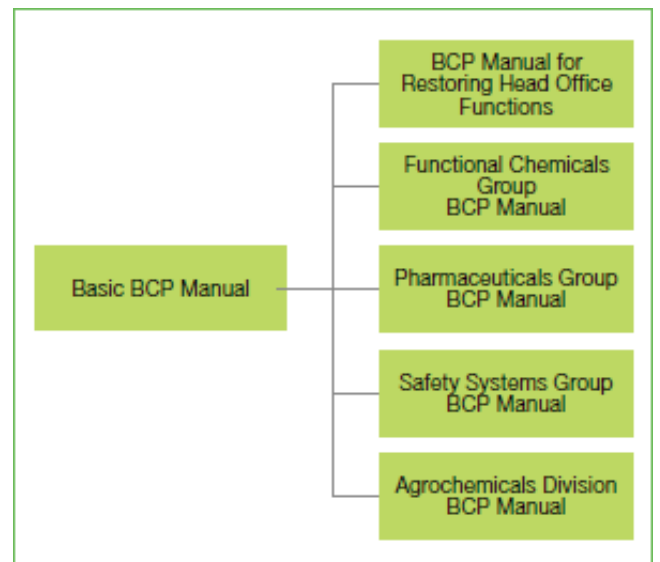 BCP Manual for
Restoring Head Office
Functions
Functional Chemicals
Group
BCP Manual
Basic BCP Manual
Pharmaceuticals Group
BCP Manual
Safety Systems Group
BCP Manual
Agrochemicals Division
BCP Manual